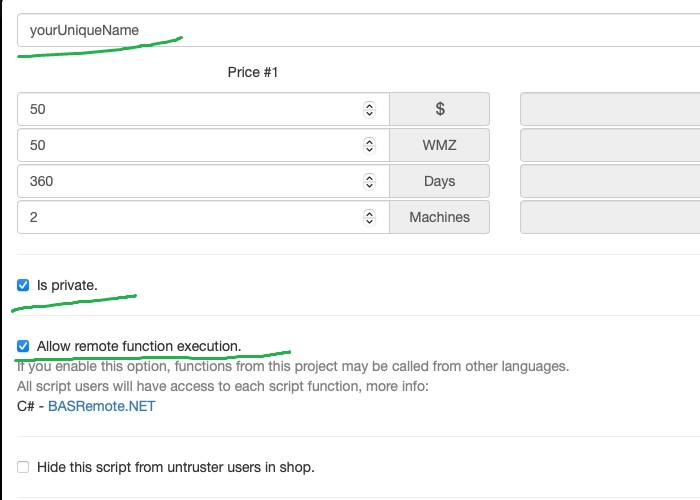 yourUniqueName
Price #1
50 $
50 WMZ
360 Days
2 Machines
Is private.
Allow remote function execution.
If you enable this option, functions from this project may be called from other languages.
All script users will have access to each script function, more info:
C# - BASRemote.NET
Hide this script from untruster users in shop.